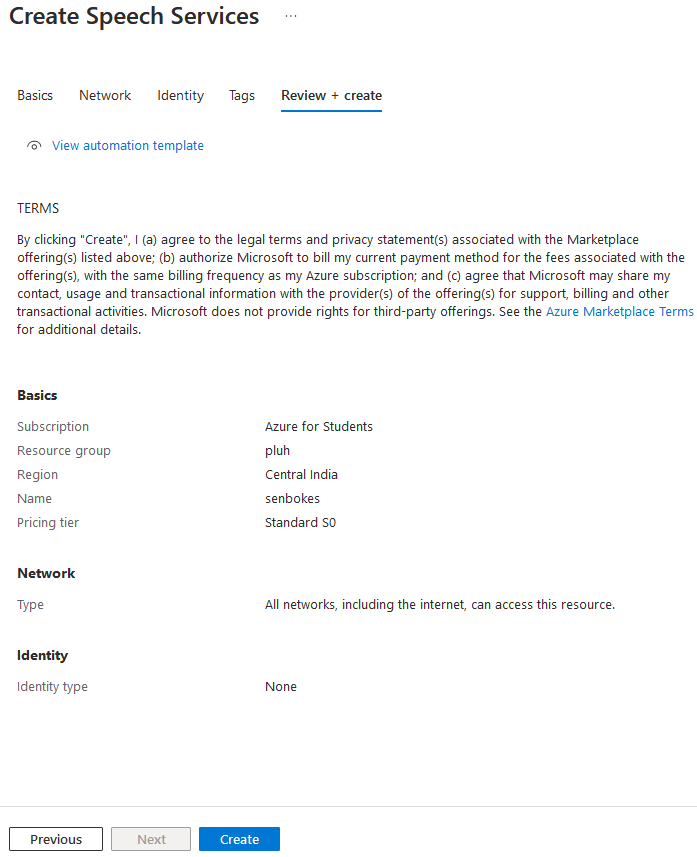 Create Speech Services ...
Basics Network Identity Tags Review + create
View automation template
TERMS
By clicking "Create", I (a) agree to the legal terms and privacy statement(s) associated with the Marketplace
offering(s) listed above; (b) authorize Microsoft to bill my current payment method for the fees associated with the
offering(s), with the same billing frequency as my Azure subscription; and (c) agree that Microsoft may share my
contact, usage and transactional information with the provider(s) of the offering(s) for support, billing and other
transactional activities. Microsoft does not provide rights for third-party offerings. See the Azure Marketplace Terms
for additional details.
Basics
Subscription Azure for Students
Resource group pluh
Region Central India
Name senbokes
Pricing tier Standard S0
Network
Type All networks, including the internet, can access this resource.
Identity
Identity type None
Previous Next Create